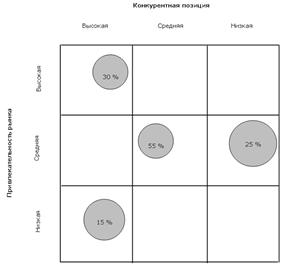 Конкурентная позиция
Высокая Средняя Низкая
Привлекательность рынка
Высокая
30 %
Средняя
55 %
25 %
Низкая
15 %